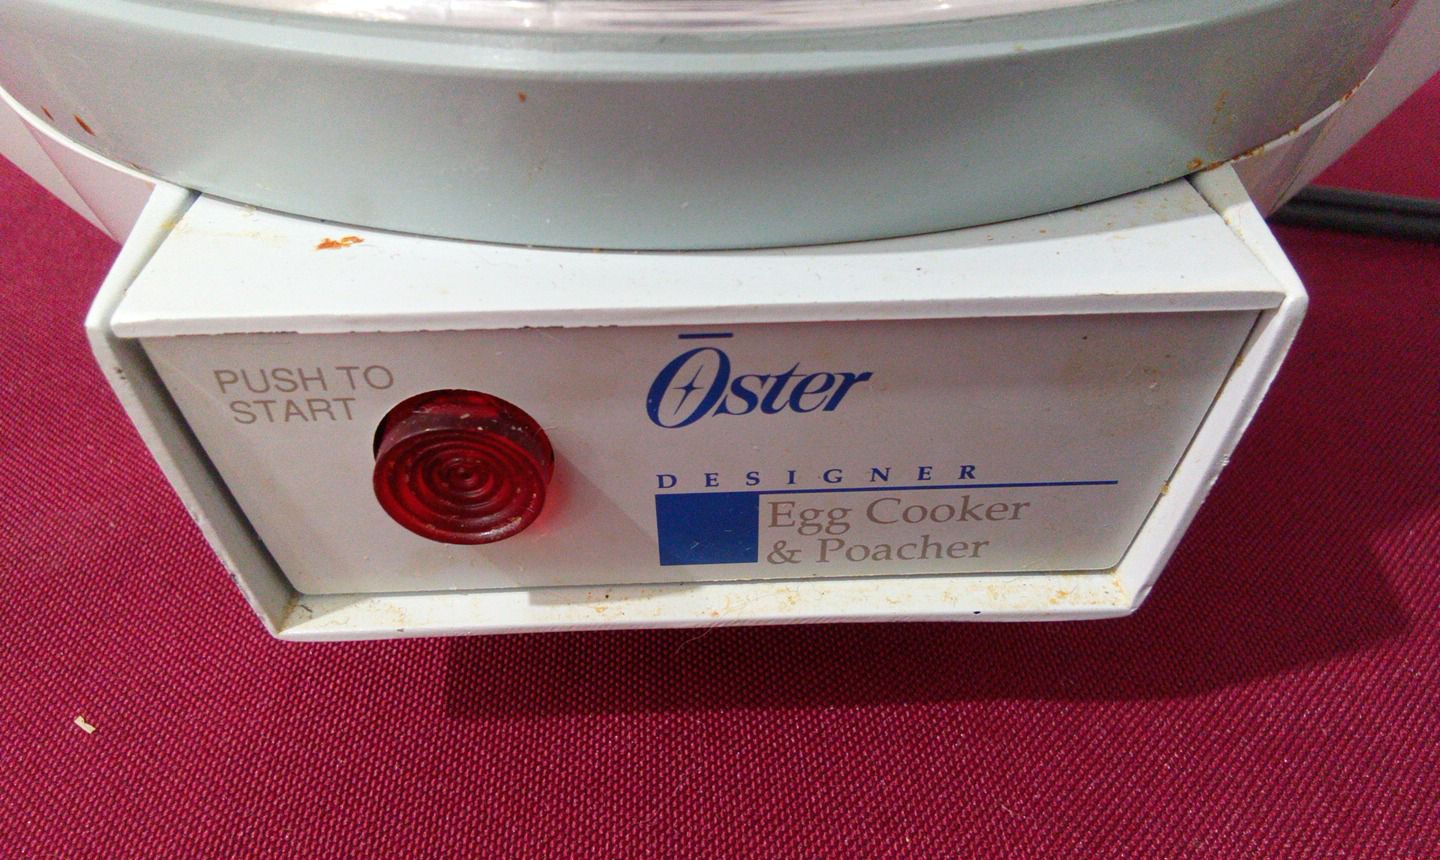 PUSH TO
START
Oster
DESIGNER
Egg Cooker
& Poacher